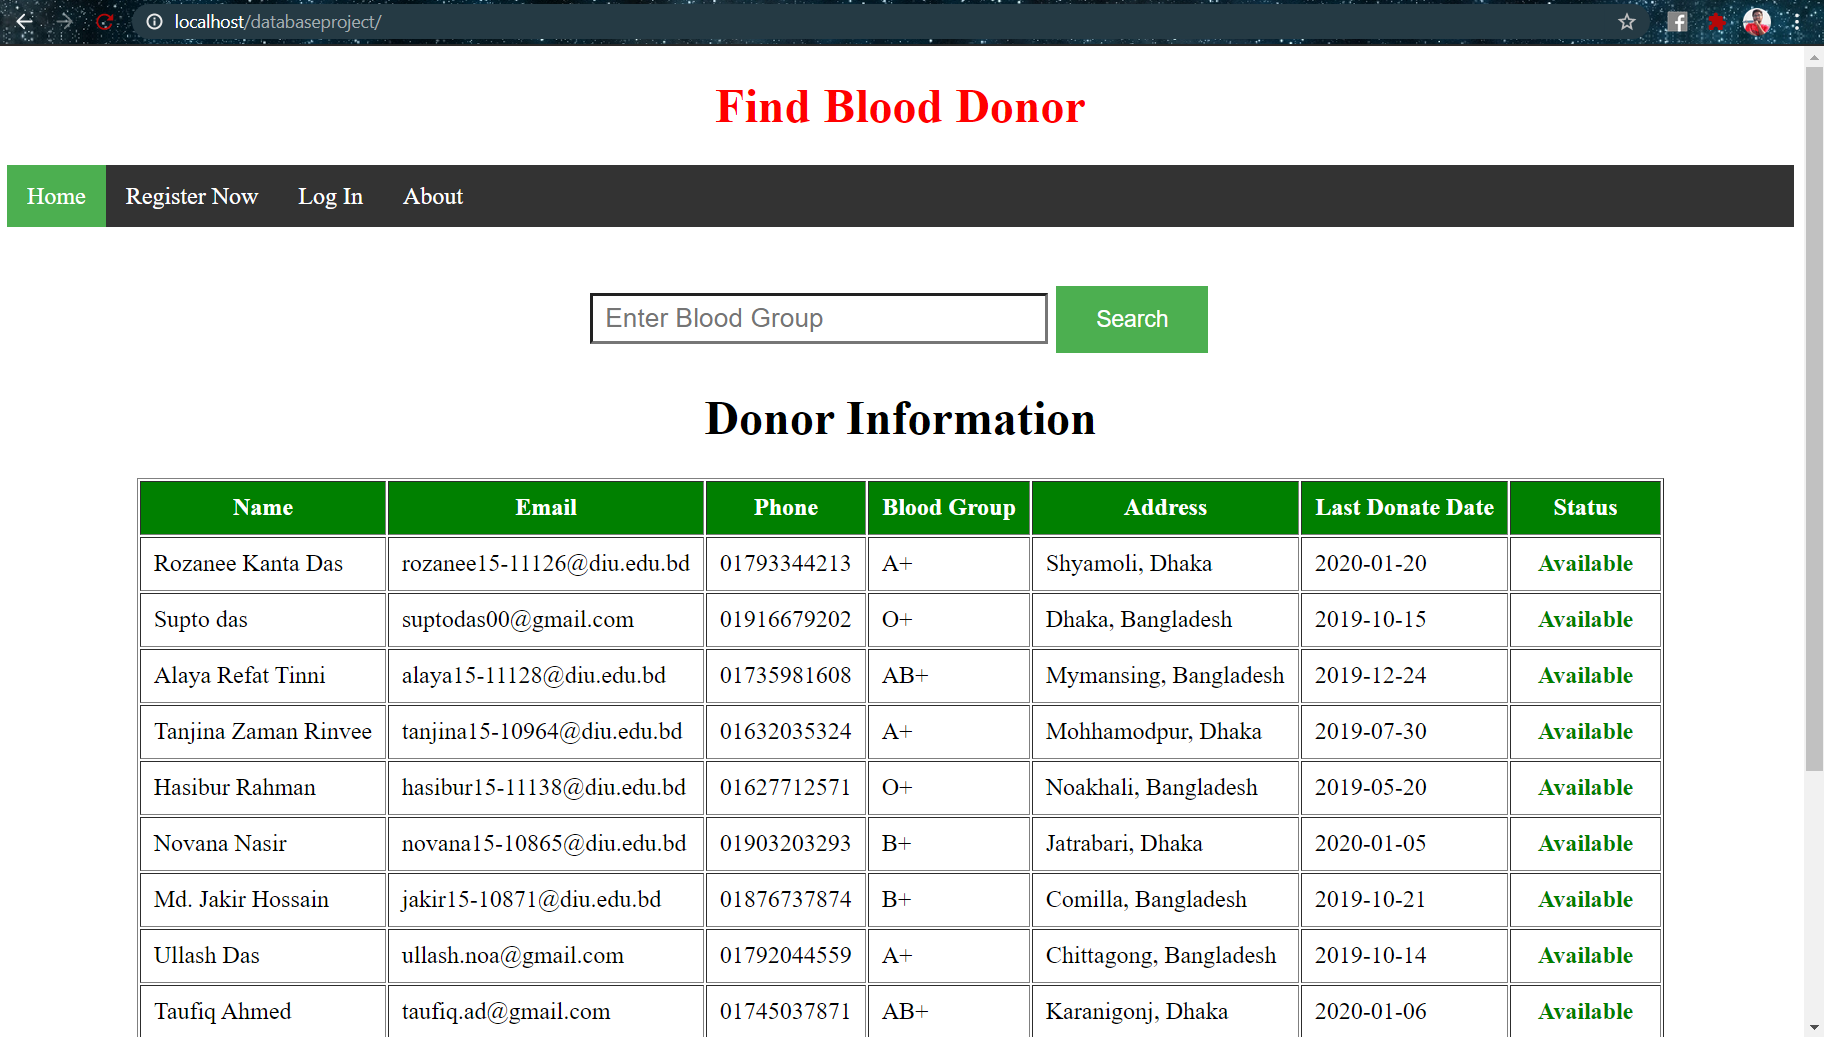 localhost/databaseproject/
Find Blood Donor
Home Register Now Log In About
Enter Blood Group Search
Donor Information
Name Email Phone Blood Group Address Last Donate Date Status
Rozanee Kanta Das rozanee15-11126@diu.edu.bd 01793344213 A+ Shyamoli, Dhaka 2020-01-20 Available
Supto das suptodas00@gmail.com 01916679202 O+ Dhaka, Bangladesh 2019-10-15 Available
Alaya Refat Tinni alaya15-11128@diu.edu.bd 01735981608 AB+ Mymansing, Bangladesh 2019-12-24 Available
Tanjina Zaman Rinvee tanjina15-10964@diu.edu.bd 01632035324 A+ Mohhamodpur, Dhaka 2019-07-30 Available
Hasibur Rahman hasibur15-11138@diu.edu.bd 01627712571 O+ Noakhali, Bangladesh 2019-05-20 Available
Novana Nasir novana15-10865@diu.edu.bd 01903203293 B+ Jatrabari, Dhaka 2020-01-05 Available
Md. Jakir Hossain jakir15-10871@diu.edu.bd 01876737874 B+ Comilla, Bangladesh 2019-10-21 Available
Ullash Das ullash.noa@gmail.com 01792044559 A+ Chittagong, Bangladesh 2019-10-14 Available
Taufiq Ahmed taufiq.ad@gmail.com 01745037871 AB+ Karanigonj, Dhaka 2020-01-06 Available